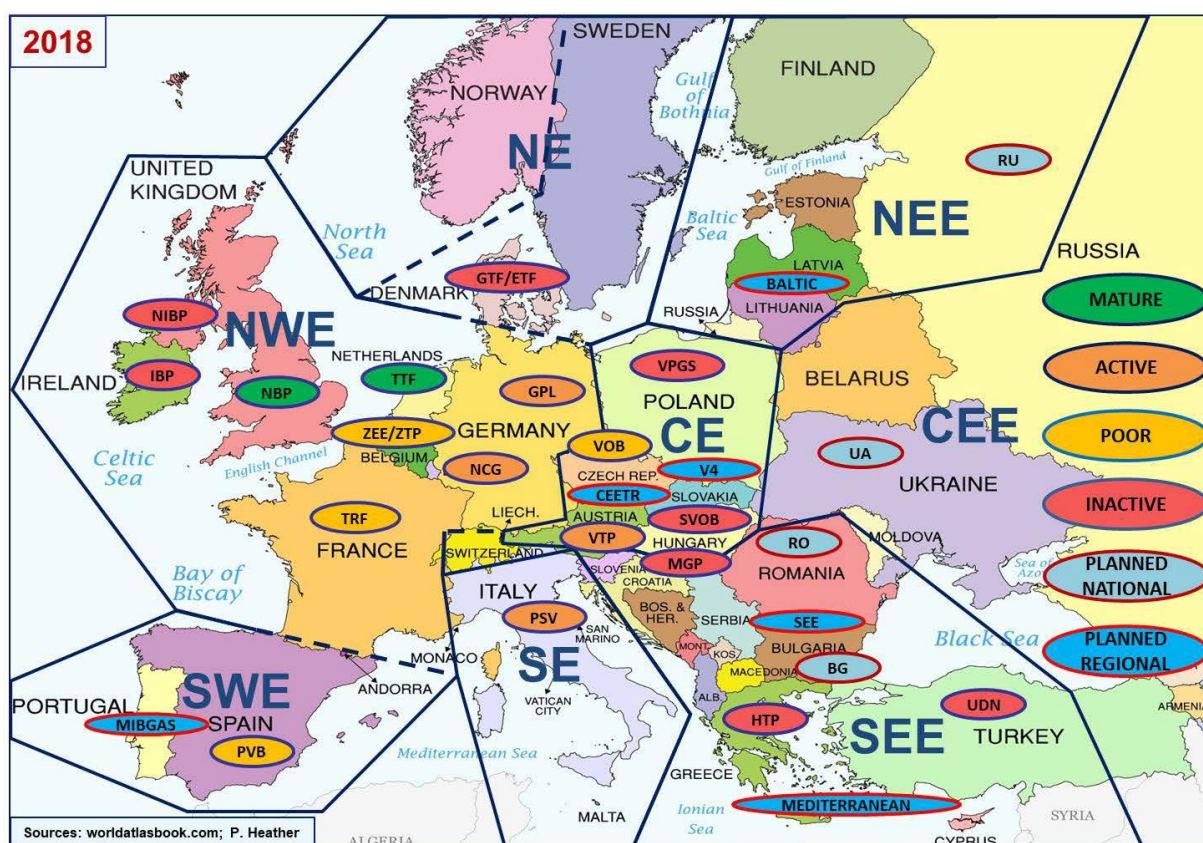 2018
SWEDEN
FINLAND
NORWAY
Gulf
of
Bothnia
NE
Gulf of Finland
RU
UNITED
KINGDOM
ESTONIA
NEE
North
Sea
Baltic
Sea
RUSSIA
LATVIA
GTF/ETF
DENMARK
BALTIC
LITHUANIA
MATURE
NIBP
RUSSIA
NWE
NETHERLANDS
VPGS
ACTIVE
IRELAND
IBP
NBP
TTF
GPL
BELARUS
POLAND
CE
CEE
ZEE/ZTP
GERMANY
VOB
POOR
BELGIUM
UA
Celtic
Sea
English Channel
NCG
CZECH REP.
V4
UKRAINE
CEETR
SLOVAKIA
INACTIVE
TRF
LIECH.
AUSTRIA
SVOB
FRANCE
VTP
HUNGARY
RO
MOLDOVA
SWITZERLAND
MGP
Sea of
Azov
PLANNED
NATIONAL
SLOVENIA
CROATIA
ROMANIA
Bay of
Biscay
ITALY
BOS. &
HER.
SERBIA
SEE
PSV
SAN
MARINO
Black Sea
PLANNED
REGIONAL
MONT.
KOS.
BULGARIA
MONACO
SE
BG
MACEDONIA
SWE
ANDORRA
VATICAN
CITY
ALB.
UDN
ARMENIA
PORTUGAL
SPAIN
MIBGAS
HTP
SEE
TURKEY
PVB
Mediterranean Sea
GREECE
MEDITERRANEAN
Ionian
Sea
MALTA
SYRIA
Sources: worldatlasbook.com; P. Heather
ALGERIA
CYPRUS